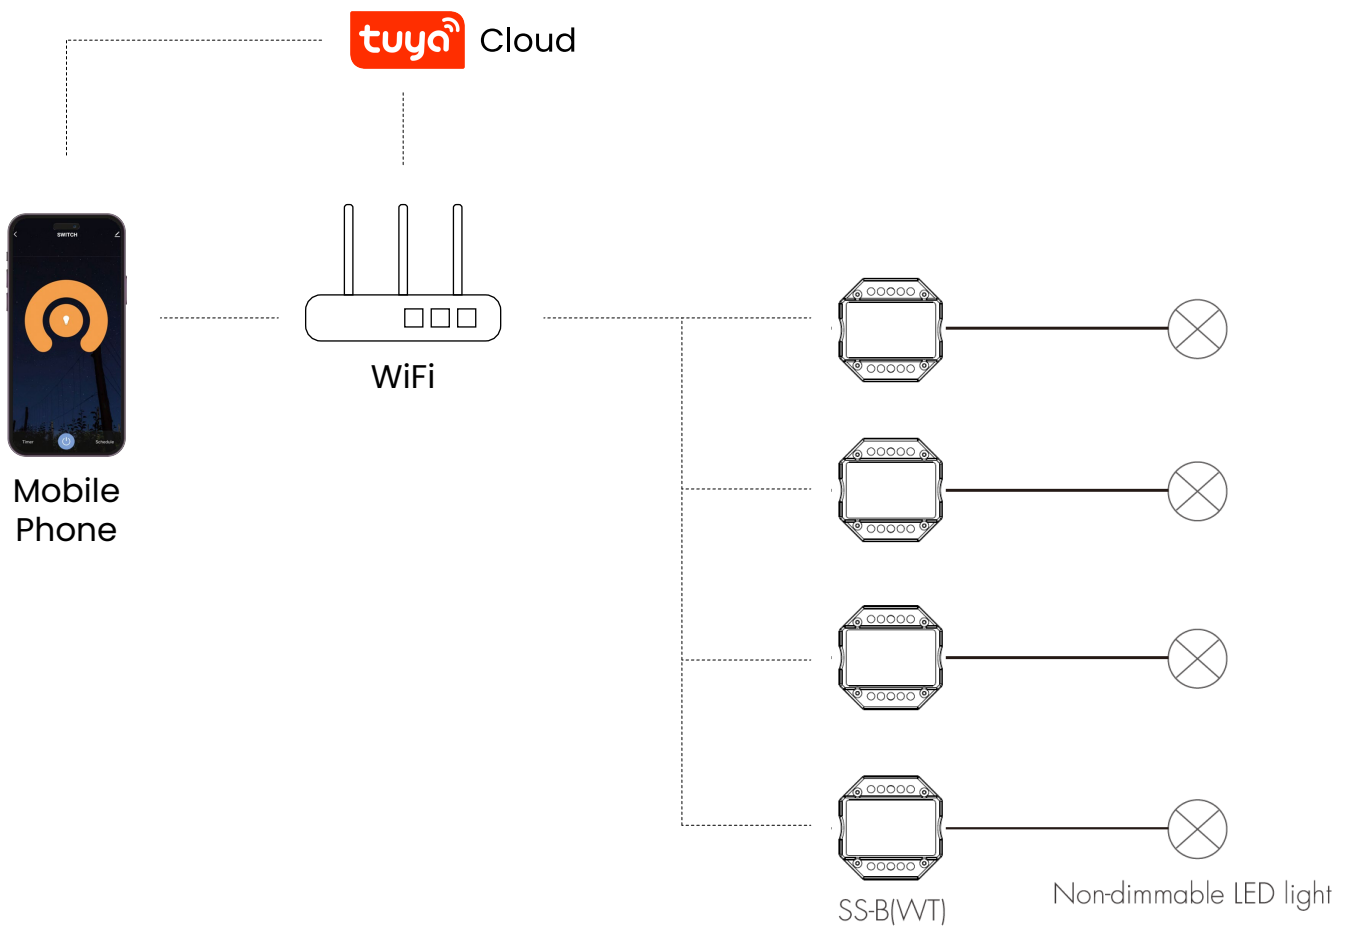 tuya Cloud
SWITCH
WiFi
Timer
Schedule
Mobile
Phone
SS-B(WT)
Non-dimmable LED light